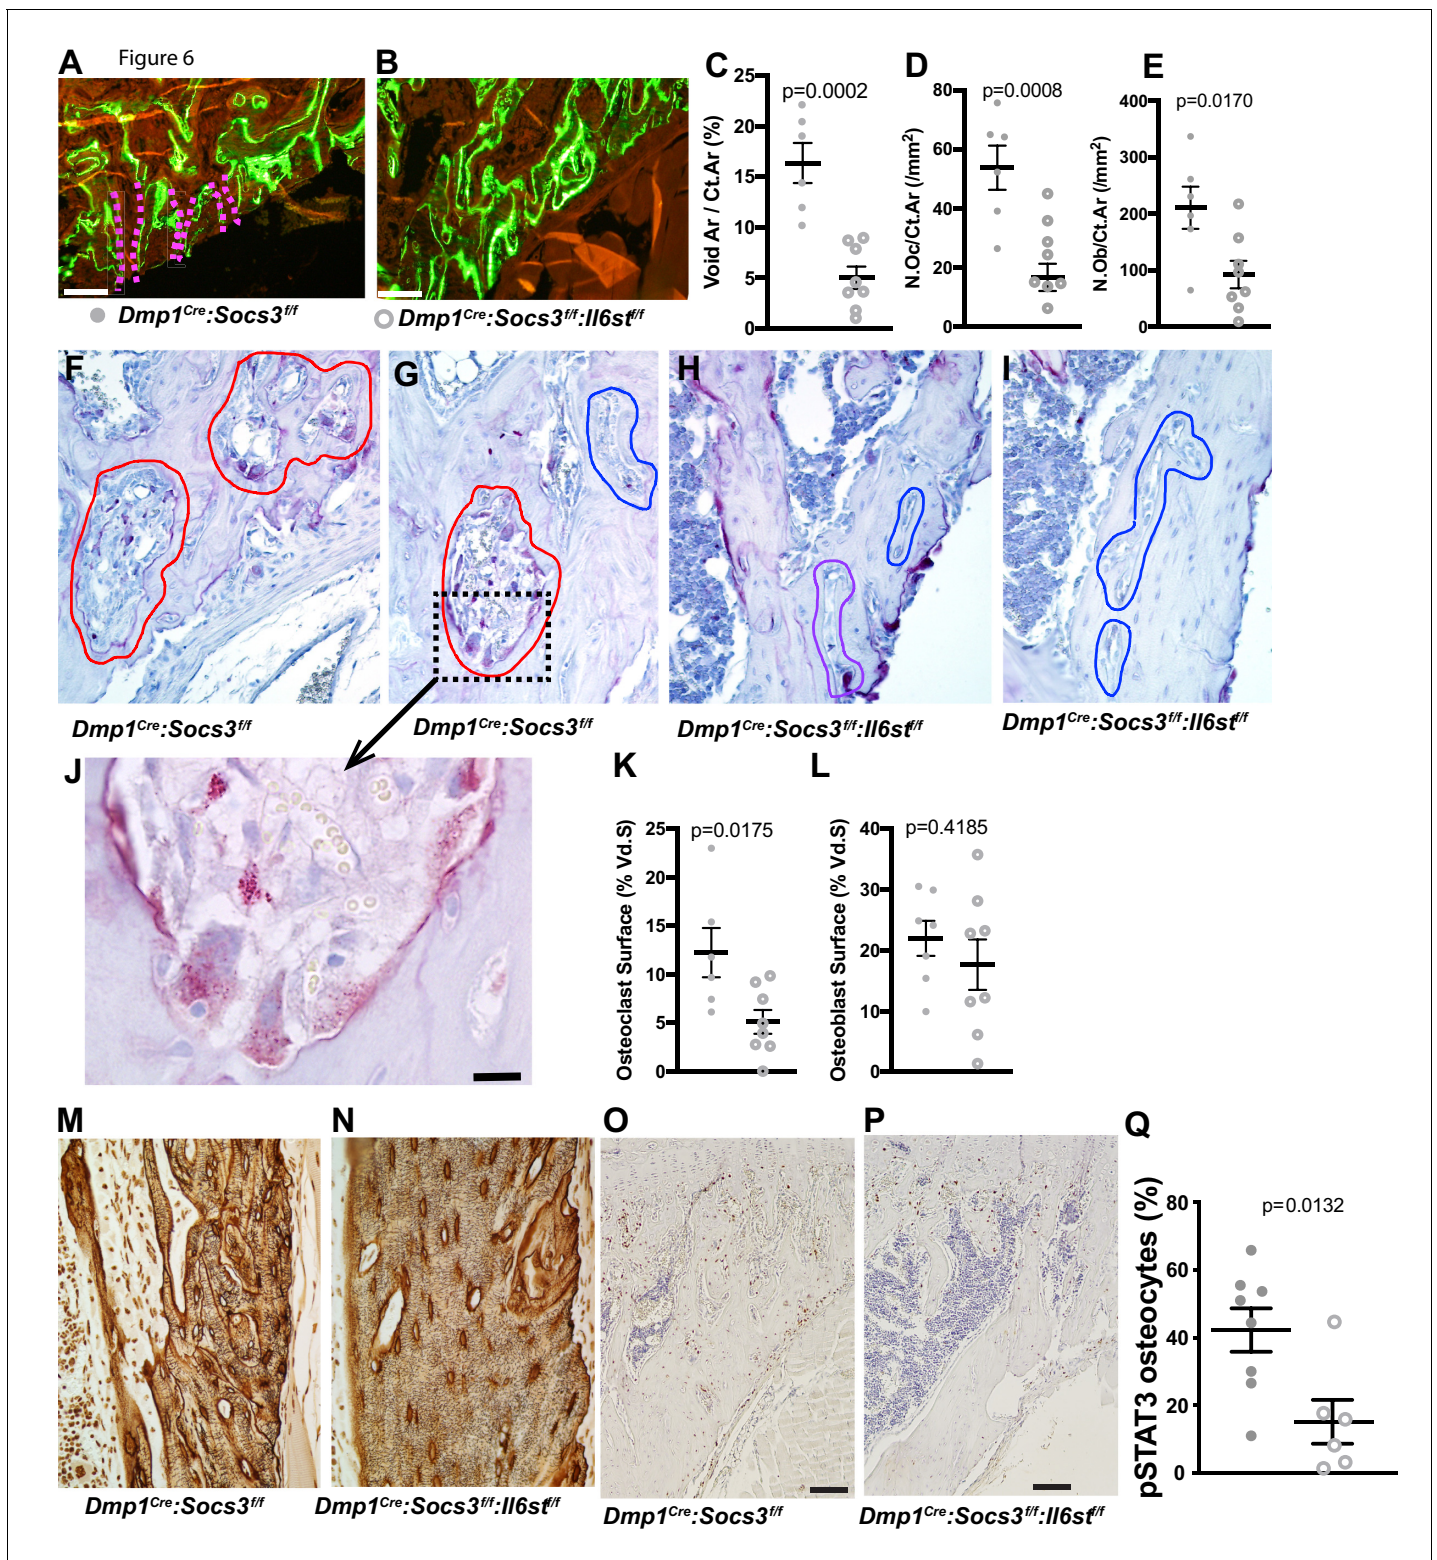 Figure 6
A
B
C
D
E
25
20
15
10
5
0
Void Ar / Ct.Ar (%)
p=0.0002
80
60
40
20
0
N.Oc/Ct.Ar (/mm²)
p=0.0008
400
300
200
100
0
N.Ob/Ct.Ar (/mm²)
p=0.0170
Dmp1Cre:Socs3f/f
Dmp1Cre:Socs3f/f:Il6stf/f
F
G
H
I
Dmp1Cre:Socs3f/f
Dmp1Cre:Socs3f/f
Dmp1Cre:Socs3f/f:Il6stf/f
Dmp1Cre:Socs3f/f:Il6stf/f
J
K
L
25
20
15
10
5
0
Osteoclast Surface (% Vd.S)
p=0.0175
40
30
20
10
0
Osteoblast Surface (% Vd.S)
p=0.4185
M
N
O
P
Q
80
60
40
20
0
pSTAT3 osteocytes (%)
p=0.0132
Dmp1Cre:Socs3f/f
Dmp1Cre:Socs3f/f:Il6stf/f
Dmp1Cre:Socs3f/f
Dmp1Cre:Socs3f/f:Il6stf/f